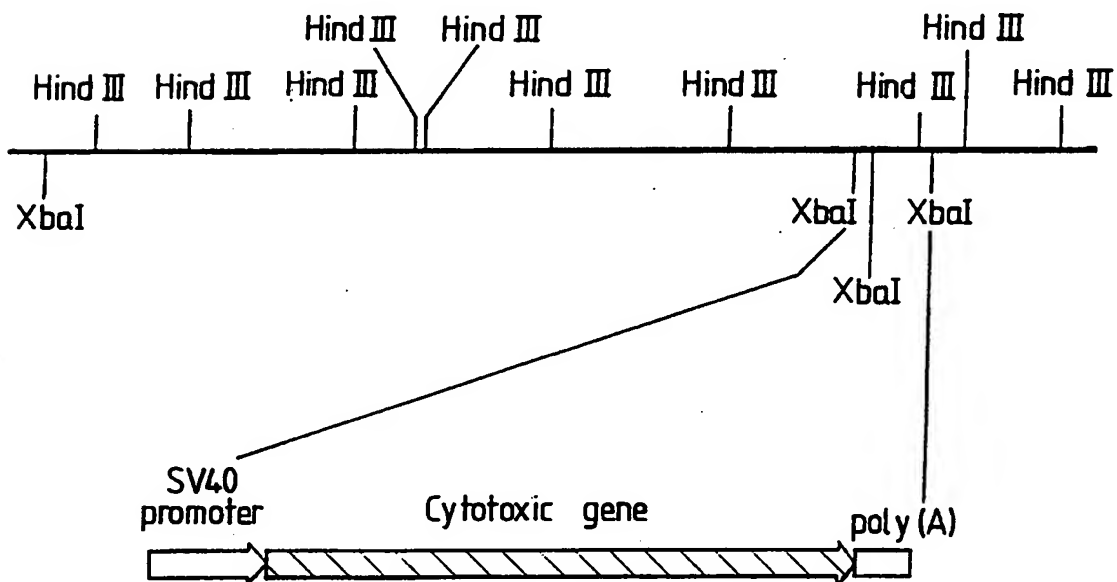 Hind III
Hind III Hind III
Hind III Hind III Hind III Hind III Hind III Hind III Hind III
XbaI XbaI XbaI
XbaI
SV40
promoter Cytotoxic gene poly (A)